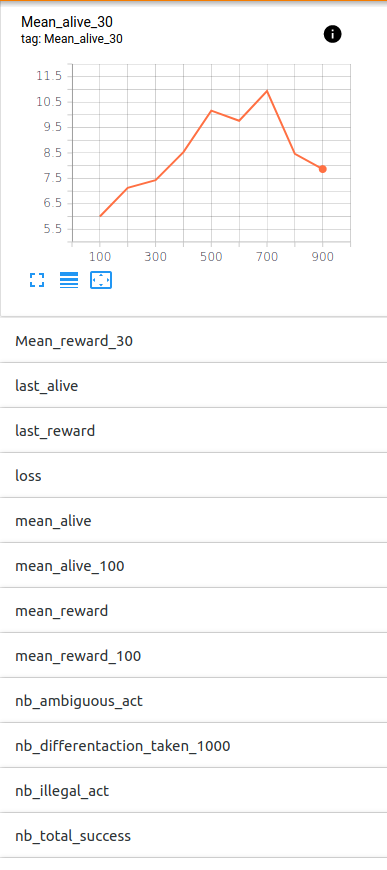 Mean_alive_30
tag: Mean_alive_30
11.5
10.5
9.5
8.5
7.5
6.5
5.5
100 300 500 700 900
Mean_reward_30
last_alive
last_reward
loss
mean_alive
mean_alive_100
mean_reward
mean_reward_100
nb_ambiguous_act
nb_differentaction_taken_1000
nb_illegal_act
nb_total_success